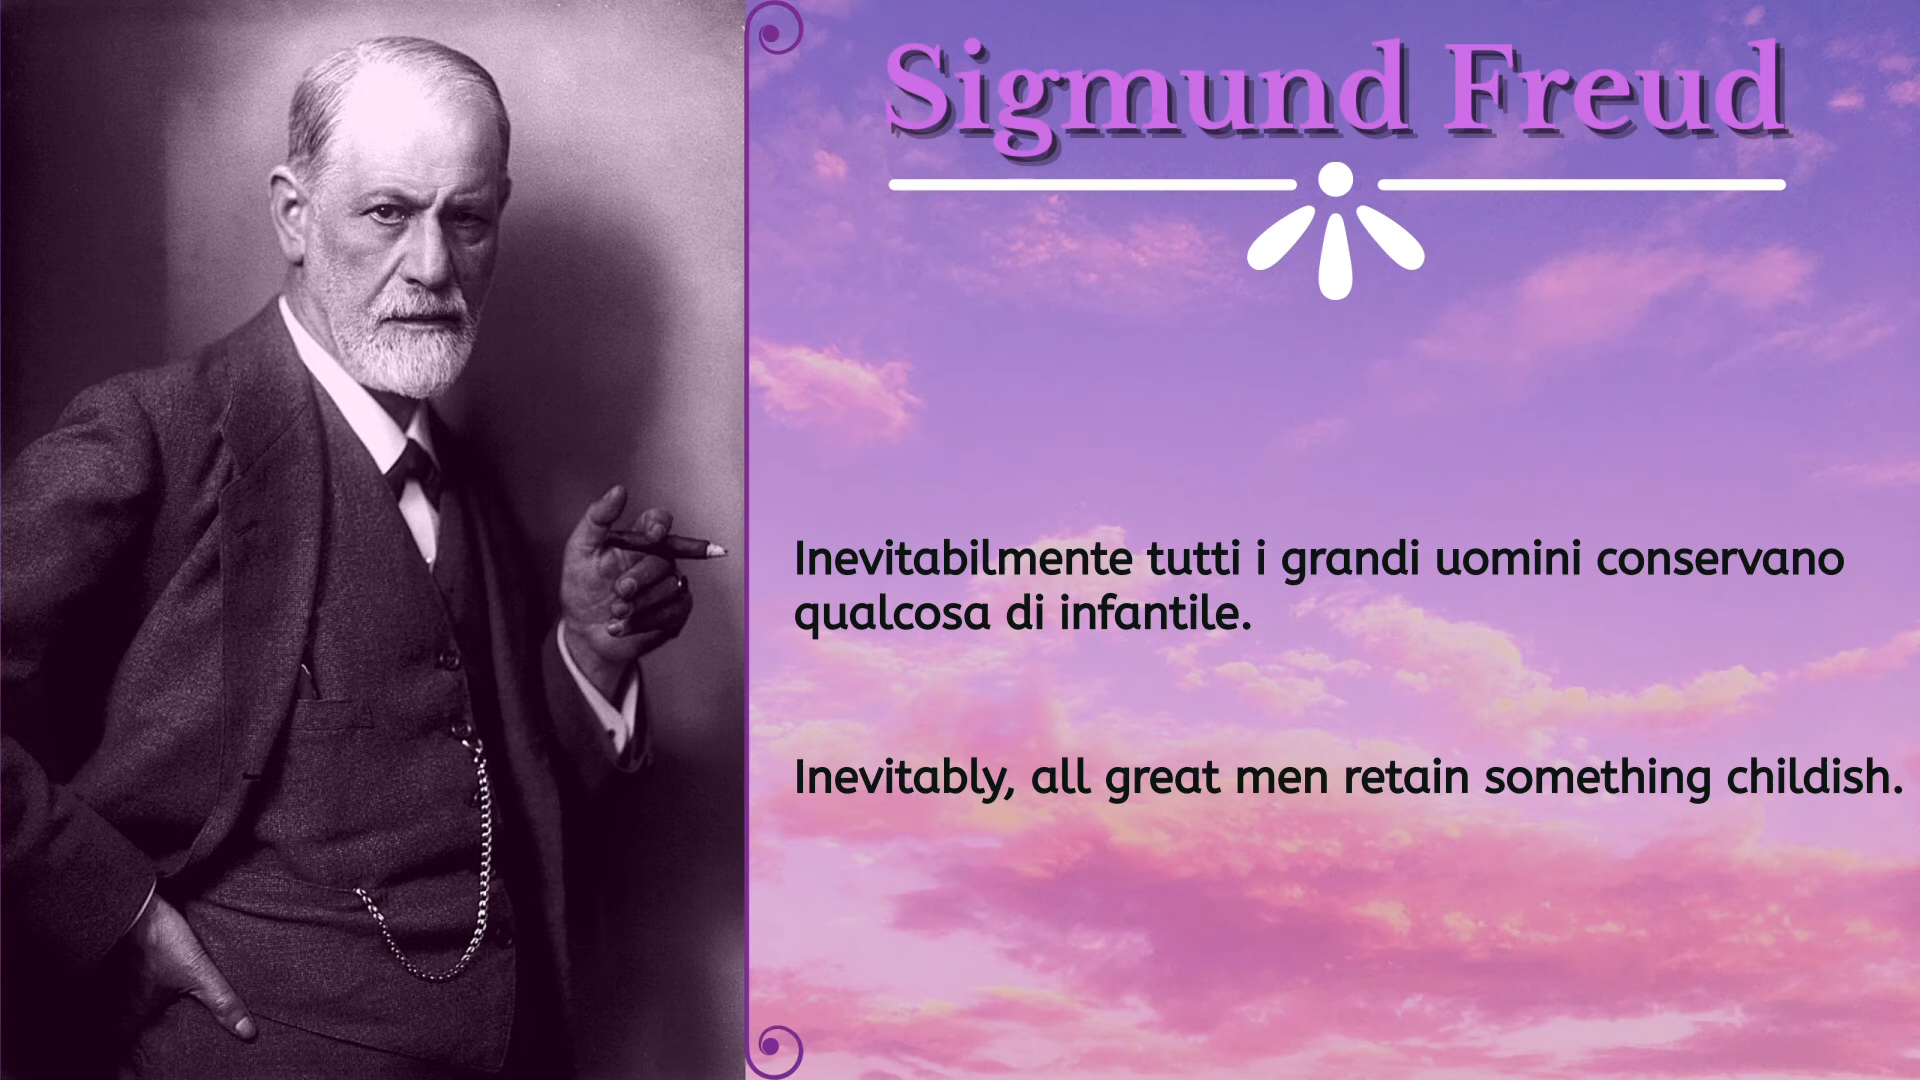 Sigmund Freud
Inevitabilmente tutti i grandi uomini conservano
qualcosa di infantile.
Inevitably, all great men retain something childish.